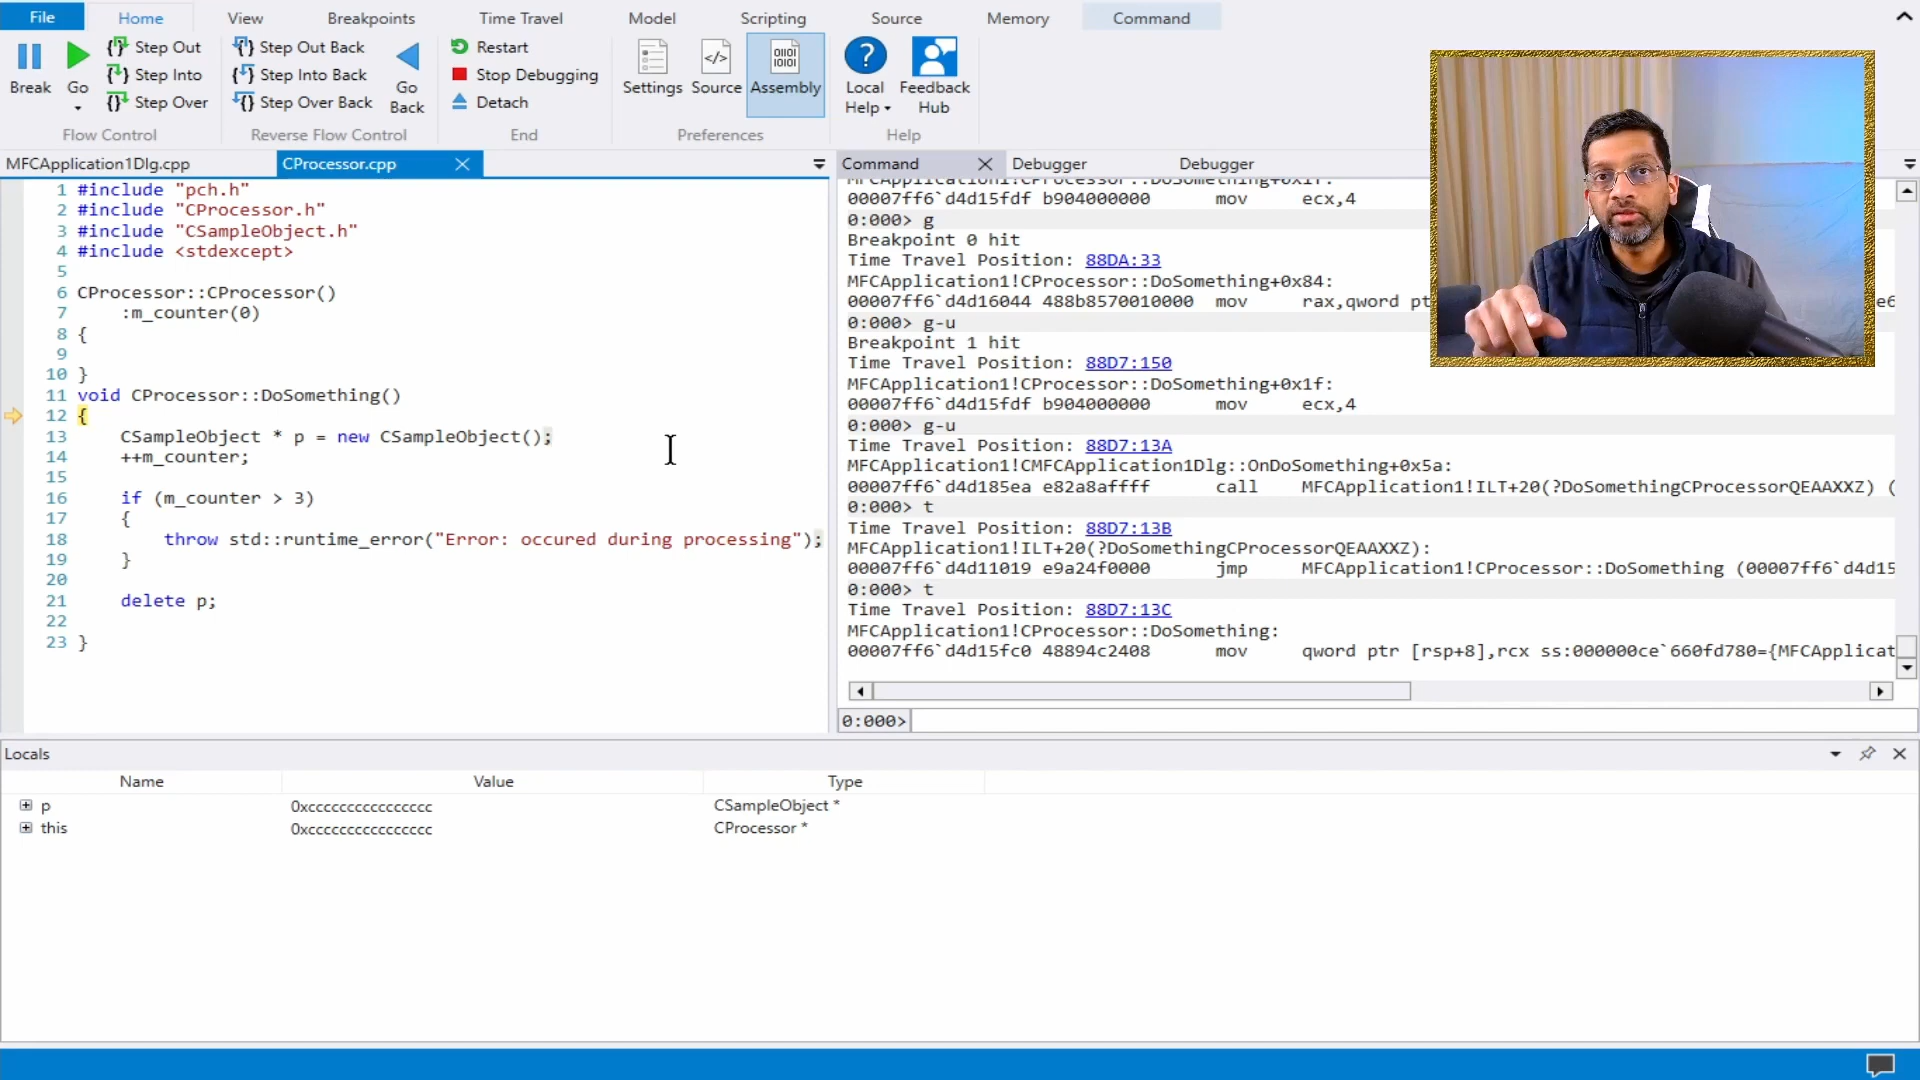 File Home View Breakpoints Time Travel Model Scripting Source Memory Command
Break
Go
Step Out
Step Into
Step Over
Flow Control
Step Out Back
Step Into Back
Step Over Back
Go Back
Reverse Flow Control
Restart
Stop Debugging
Detach
End
Settings
Source
Assembly
Preferences
Local Help
Feedback Hub
Help
MFCApplication1Dlg.cpp CProcessor.cpp
1 #include "pch.h"
2 #include "CProcessor.h"
3 #include "CSampleObject.h"
4 #include <stdexcept>
5
6 CProcessor::CProcessor()
7 :m_counter(0)
8 {
9
10 }
11 void CProcessor::DoSomething()
12 {
13 CSampleObject * p = new CSampleObject();
14 ++m_counter;
15
16 if (m_counter > 3)
17 {
18 throw std::runtime_error("Error: occured during processing");
19 }
20
21 delete p;
22
23 }
Command Debugger Debugger
MFCApplication1!CProcessor::DoSomething+0x1f:
00007ff6`d4d15fdf b904000000 mov ecx,4
0:000> g
Breakpoint 0 hit
Time Travel Position: 88DA:33
MFCApplication1!CProcessor::DoSomething+0x84:
00007ff6`d4d16044 488b8570010000 mov rax,qword pt
0:000> g-u
Breakpoint 1 hit
Time Travel Position: 88D7:150
MFCApplication1!CProcessor::DoSomething+0x1f:
00007ff6`d4d15fdf b904000000 mov ecx,4
0:000> g-u
Time Travel Position: 88D7:13A
MFCApplication1!CMFCApplication1Dlg::OnDoSomething+0x5a:
00007ff6`d4d185ea e82a8affff call MFCApplication1!ILT+20(?DoSomethingCProcessorQEAAXXZ) (
0:000> t
Time Travel Position: 88D7:13B
MFCApplication1!ILT+20(?DoSomethingCProcessorQEAAXXZ):
00007ff6`d4d11019 e9a24f0000 jmp MFCApplication1!CProcessor::DoSomething (00007ff6`d4d15
0:000> t
Time Travel Position: 88D7:13C
MFCApplication1!CProcessor::DoSomething:
00007ff6`d4d15fc0 48894c2408 mov qword ptr [rsp+8],rcx ss:000000ce`660fd780={MFCApplicat
0:000>
Locals
Name Value Type
p 0xcccccccccccccccc CSampleObject *
this 0xcccccccccccccccc CProcessor *